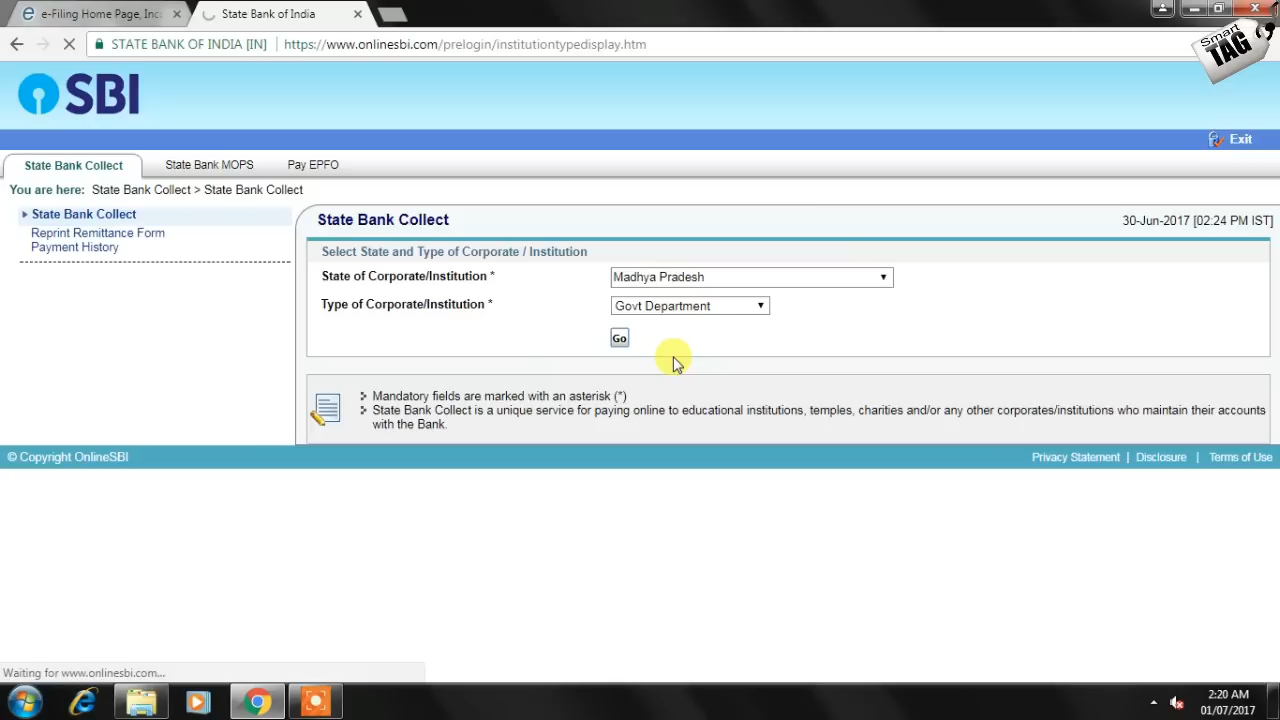 e-Filing Home Page, Inc
State Bank of India
STATE BANK OF INDIA [IN]
https://www.onlinesbi.com/prelogin/institutiontypedisplay.htm
Smart
TAG
SBI
Exit
State Bank Collect
State Bank MOPS
Pay EPFO
You are here: State Bank Collect > State Bank Collect
State Bank Collect
Reprint Remittance Form
Payment History
State Bank Collect
30-Jun-2017 [02:24 PM IST]
Select State and Type of Corporate / Institution
State of Corporate/Institution *
Madhya Pradesh
Type of Corporate/Institution *
Govt Department
Go
Mandatory fields are marked with an asterisk (*)
State Bank Collect is a unique service for paying online to educational institutions, temples, charities and/or any other corporates/institutions who maintain their accounts
with the Bank.
© Copyright OnlineSBI
Privacy Statement | Disclosure | Terms of Use
Waiting for www.onlinesbi.com...
2:20 AM
01/07/2017